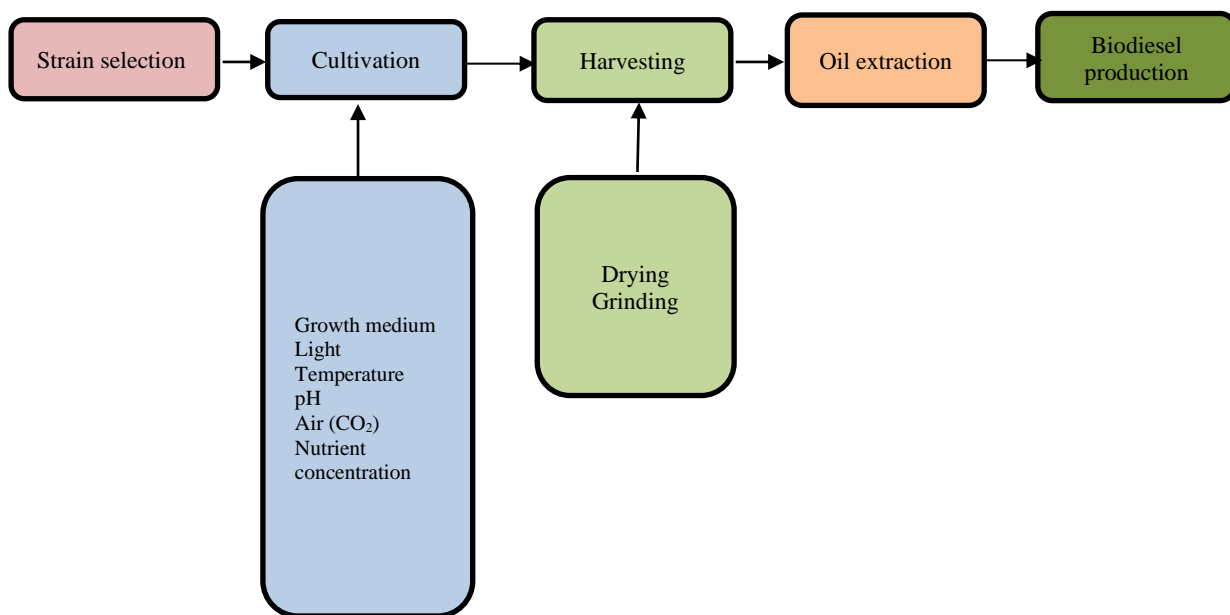 Strain selection
Cultivation
Harvesting
Oil extraction
Biodiesel
production
Growth medium
Light
Temperature
pH
Air (CO₂)
Nutrient
concentration
Drying
Grinding